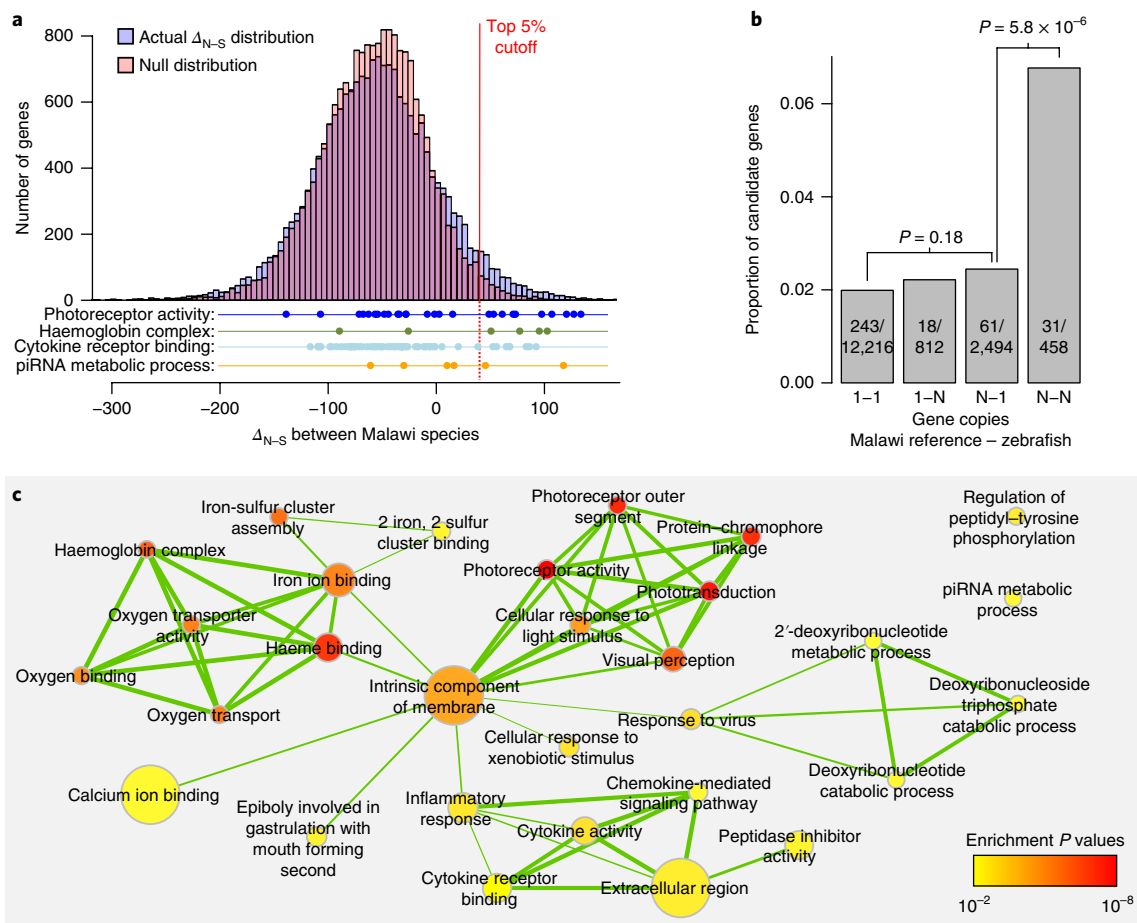 a
Actual ΔN–S distribution
Null distribution
Top 5%
cutoff
Number of genes
800
600
400
200
0
Photoreceptor activity:
Haemoglobin complex:
Cytokine receptor binding:
piRNA metabolic process:
−300
−200
−100
0
100
ΔN–S between Malawi species
b
P = 5.8 × 10−6
P = 0.18
Proportion of candidate genes
0.06
0.04
0.02
0.00
243/
12,216
18/
812
61/
2,494
31/
458
1–1
1–N
N–1
N–N
Gene copies
Malawi reference – zebrafish
c
Iron-sulfur cluster
assembly
2 iron, 2 sulfur
cluster binding
Haemoglobin complex
Iron ion binding
Oxygen transporter
activity
Haeme binding
Oxygen binding
Oxygen transport
Photoreceptor outer
segment
Protein–chromophore
linkage
Photoreceptor activity
Phototransduction
Cellular response to
light stimulus
Visual perception
Intrinsic component
of membrane
Regulation of
peptidyl–tyrosine
phosphorylation
piRNA metabolic
process
2′-deoxyribonucleotide
metabolic process
Deoxyribonucleoside
triphosphate
catabolic process
Response to virus
Deoxyribonucleotide
catabolic process
Cellular response to
xenobiotic stimulus
Calcium ion binding
Epiboly involved in
gastrulation with
mouth forming
second
Inflammatory
response
Chemokine-mediated
signaling pathway
Cytokine activity
Peptidase inhibitor
activity
Cytokine receptor
binding
Extracellular region
Enrichment P values
10−2
10−8